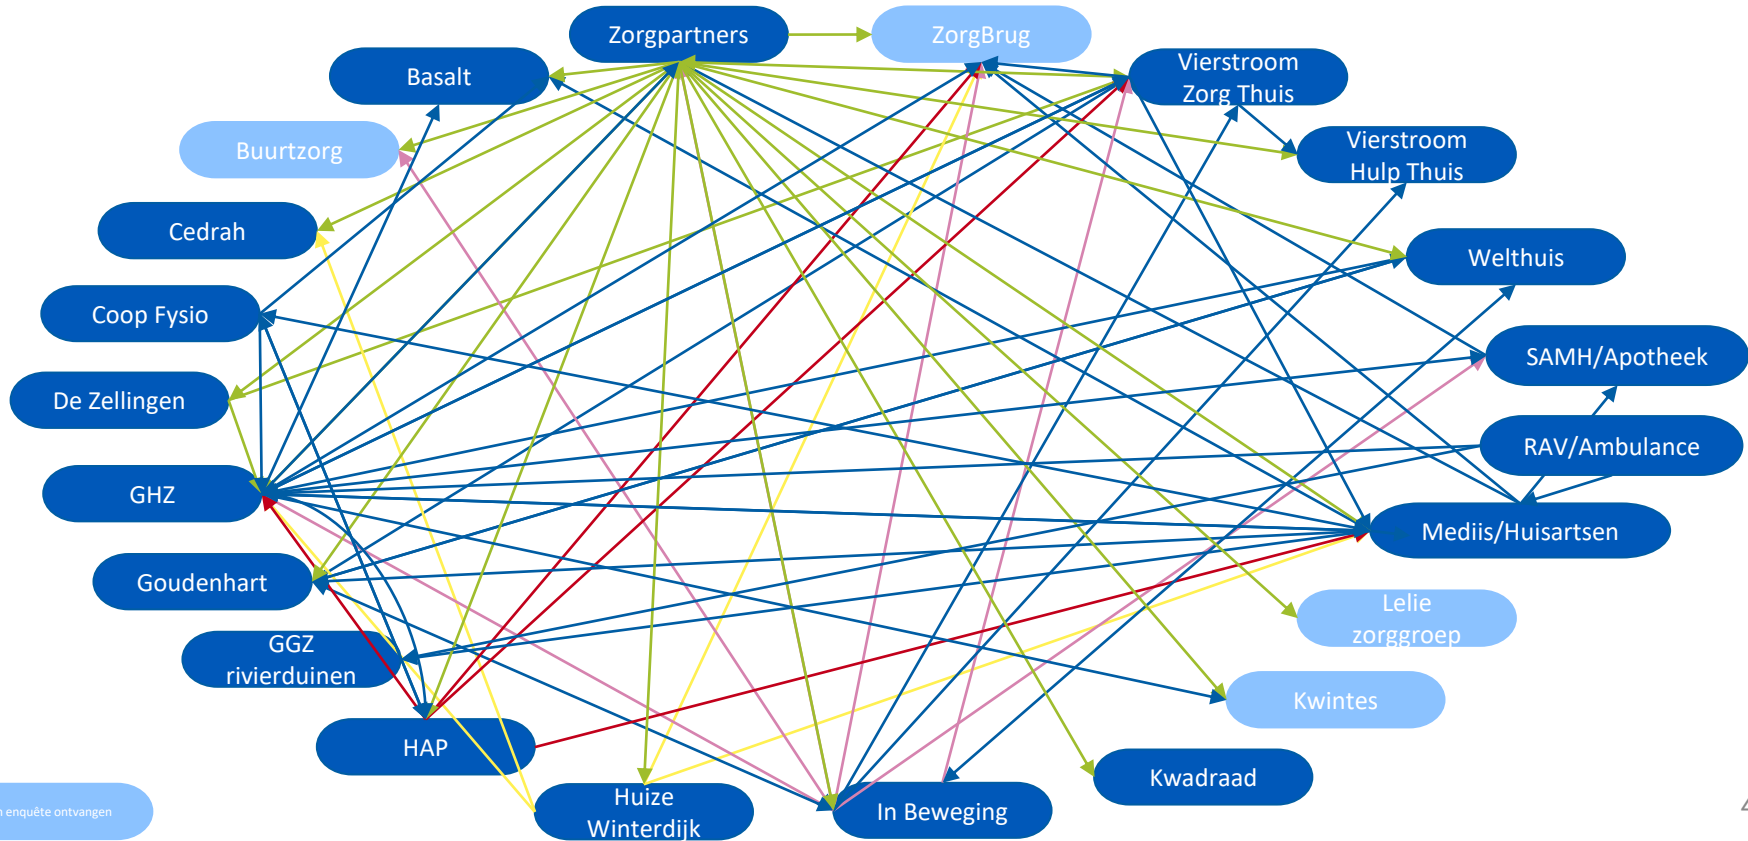 Zorgpartners
ZorgBrug
Basalt
Vierstroom
Zorg Thuis
Buurtzorg
Vierstroom
Hulp Thuis
Cedrah
Welthuis
Coop Fysio
SAMH/Apotheek
De Zellingen
RAV/Ambulance
GHZ
Mediis/Huisartsen
Goudenhart
Lelie
zorggroep
GGZ
rivierduinen
Kwintes
HAP
Kwadraad
Huize
Winterdijk
In Beweging
enquête ontvangen